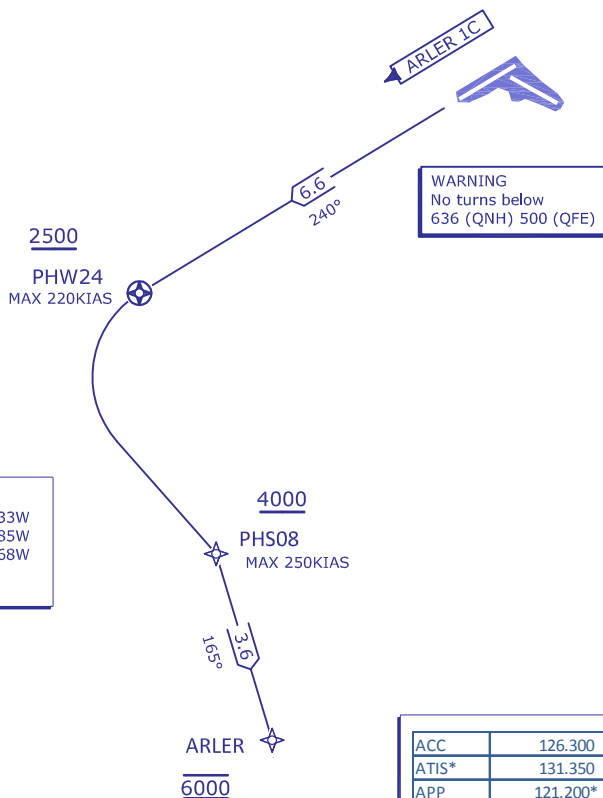 ARLER 1C
WARNING
No turns below
636 (QNH) 500 (QFE)
6.6
240°
2500
PHW24
MAX 220KIAS
4000
PHS08
MAX 250KIAS
33W
35W
68W
3.6
165°
ARLER
6000
ACC 126.300
ATIS* 131.350
APP 121.200*